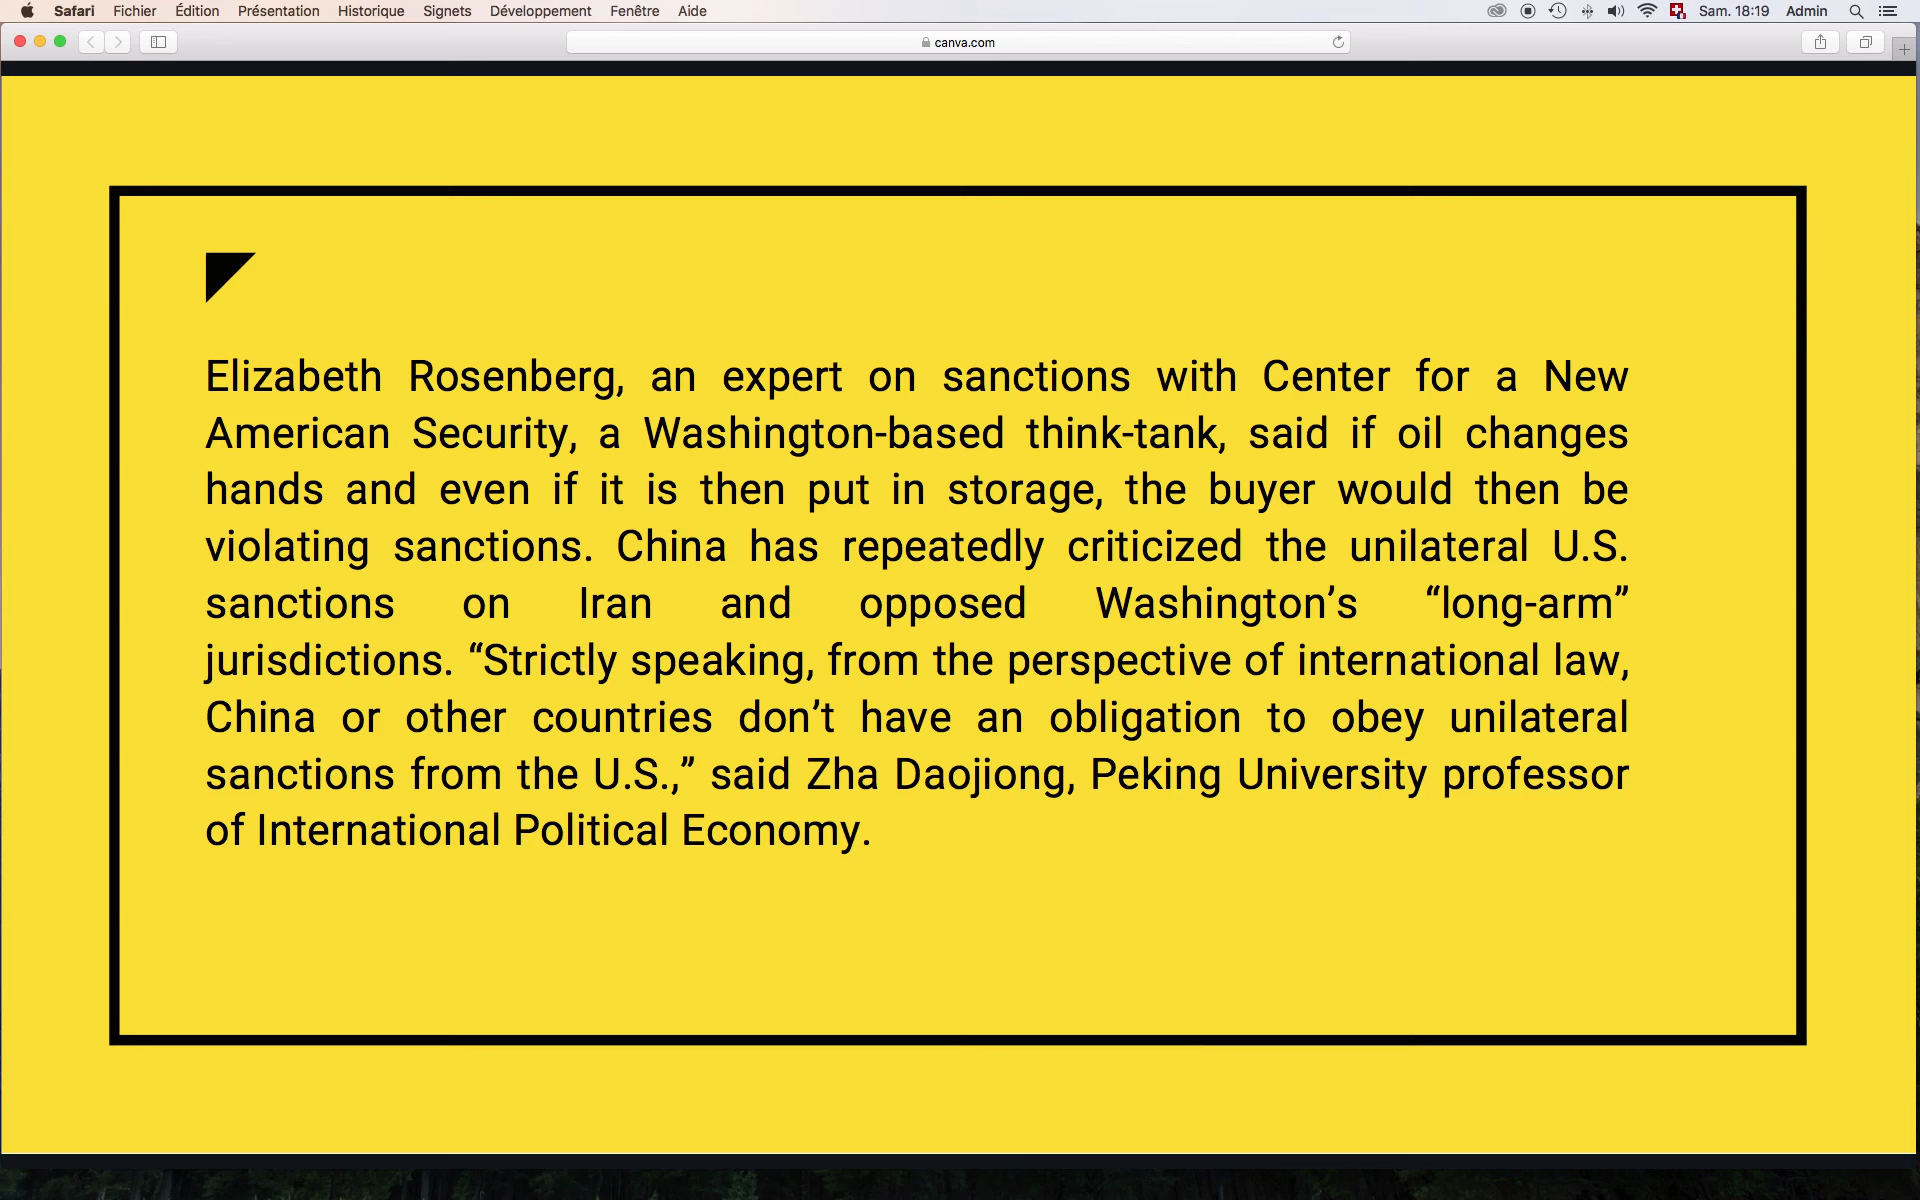 Safari Fichier Édition Présentation Historique Signets Développement Fenêtre Aide Sam. 18:19 Admin
canva.com
Elizabeth Rosenberg, an expert on sanctions with Center for a New
American Security, a Washington-based think-tank, said if oil changes
hands and even if it is then put in storage, the buyer would then be
violating sanctions. China has repeatedly criticized the unilateral U.S.
sanctions on Iran and opposed Washington’s “long-arm”
jurisdictions. “Strictly speaking, from the perspective of international law,
China or other countries don’t have an obligation to obey unilateral
sanctions from the U.S.,” said Zha Daojiong, Peking University professor
of International Political Economy.